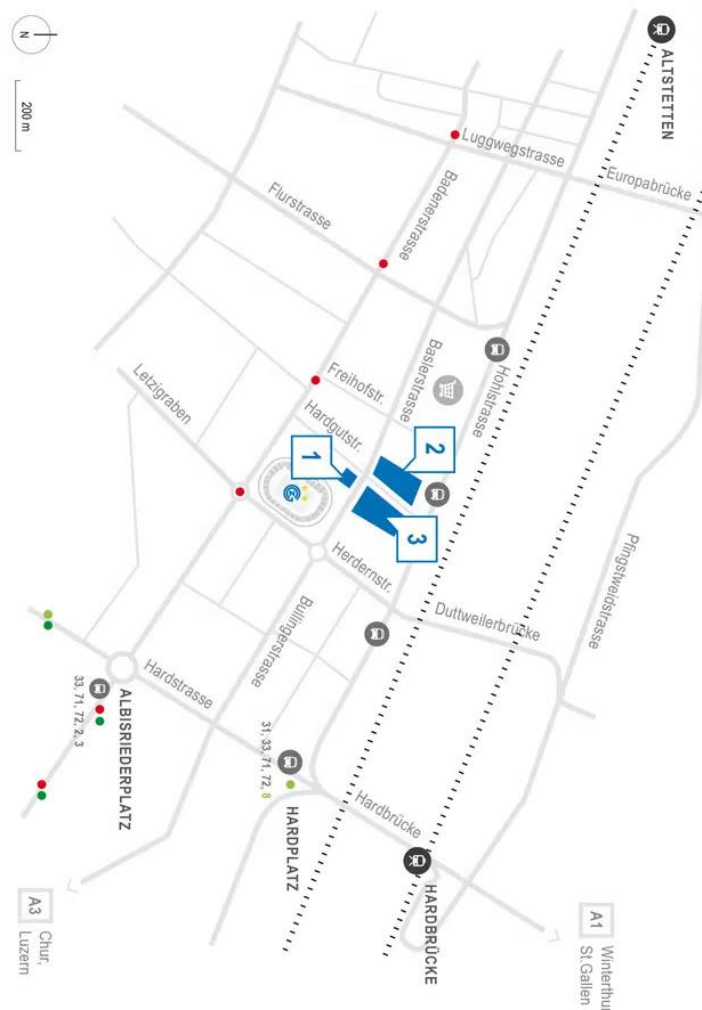 ALTSTETTEN
Europabrücke
Luggwegstrasse
Badenerstrasse
Flurstrasse
Pfingstweidstrasse
Hohlstrasse
Baslerstrasse
Freihofstr.
Hardgutstr.
Letzigraben
1
2
3
Herdernstr.
Duttweilerbrücke
Bullingerstrasse
Hardstrasse
Hardbrücke
HARDBRÜCKE
HARDPLATZ
31, 33, 71, 72, 8
ALBISRIEDERPLATZ
33, 71, 72, 2, 3
A1
Winterthur
St.Gallen
A3
Chur,
Luzern
N
200 m